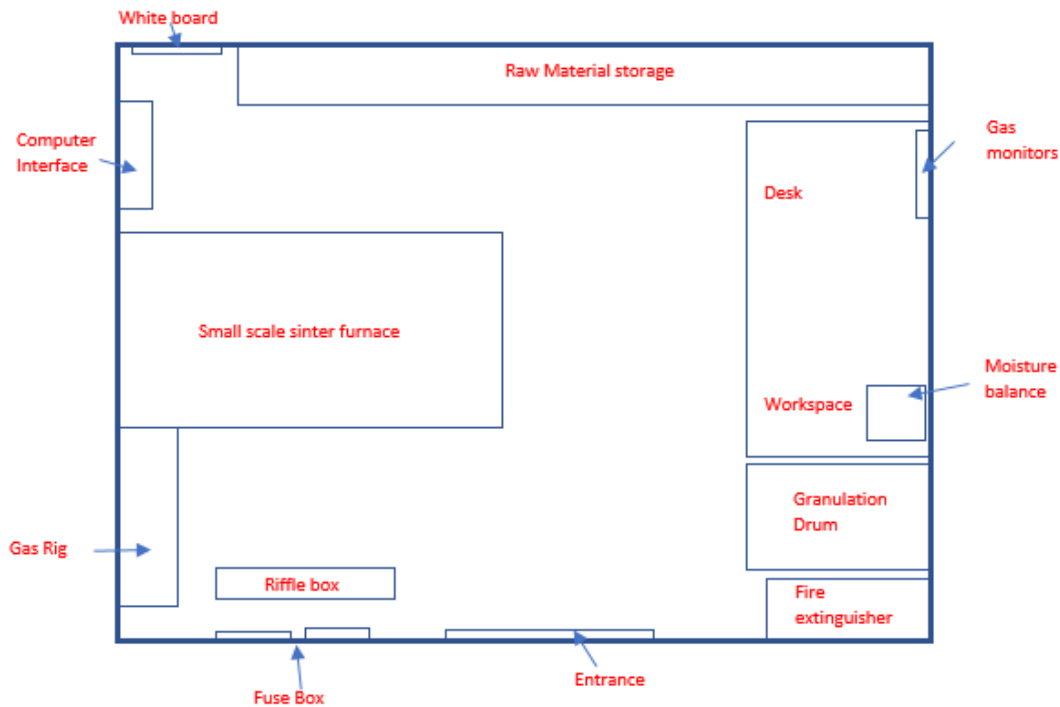 White board
Raw Material storage
Computer
Interface
Gas
monitors
Desk
Small scale sinter furnace
Moisture
balance
Workspace
Granulation
Drum
Gas Rig
Riffle box
Fire
extinguisher
Entrance
Fuse Box